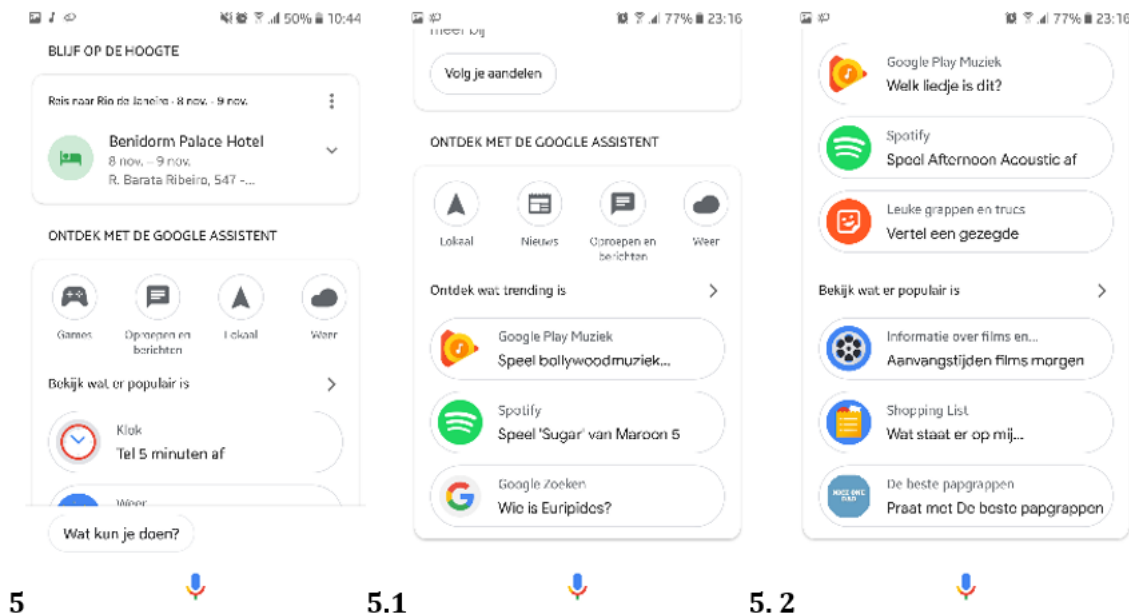 50% 10:44
BLIJF OP DE HOOGTE
Reis naar Rio de Janeiro - 8 nov. - 9 nov.
Benidorm Palace Hotel
8 nov. – 9 nov.
R. Barata Ribeiro, 547 -...
ONTDEK MET DE GOOGLE ASSISTENT
Games
Oproepen en berichten
Lokaal
Weer
Bekijk wat er populair is
Klok
Tel 5 minuten af
Weer
Wat kun je doen?
5
77% 23:16
meer bij
Volg je aandelen
ONTDEK MET DE GOOGLE ASSISTENT
Lokaal
Nieuws
Oproepen en berichten
Weer
Ontdek wat trending is
Google Play Muziek
Speel bollywoodmuziek...
Spotify
Speel 'Sugar' van Maroon 5
Google Zoeken
Wie is Euripides?
5.1
77% 23:16
Google Play Muziek
Welk liedje is dit?
Spotify
Speel Afternoon Acoustic af
Leuke grappen en trucs
Vertel een gezegde
Bekijk wat er populair is
Informatie over films en...
Aanvangstijden films morgen
Shopping List
Wat staat er op mij...
NICE ONE DAD
De beste papgrappen
Praat met De beste papgrappen
5. 2